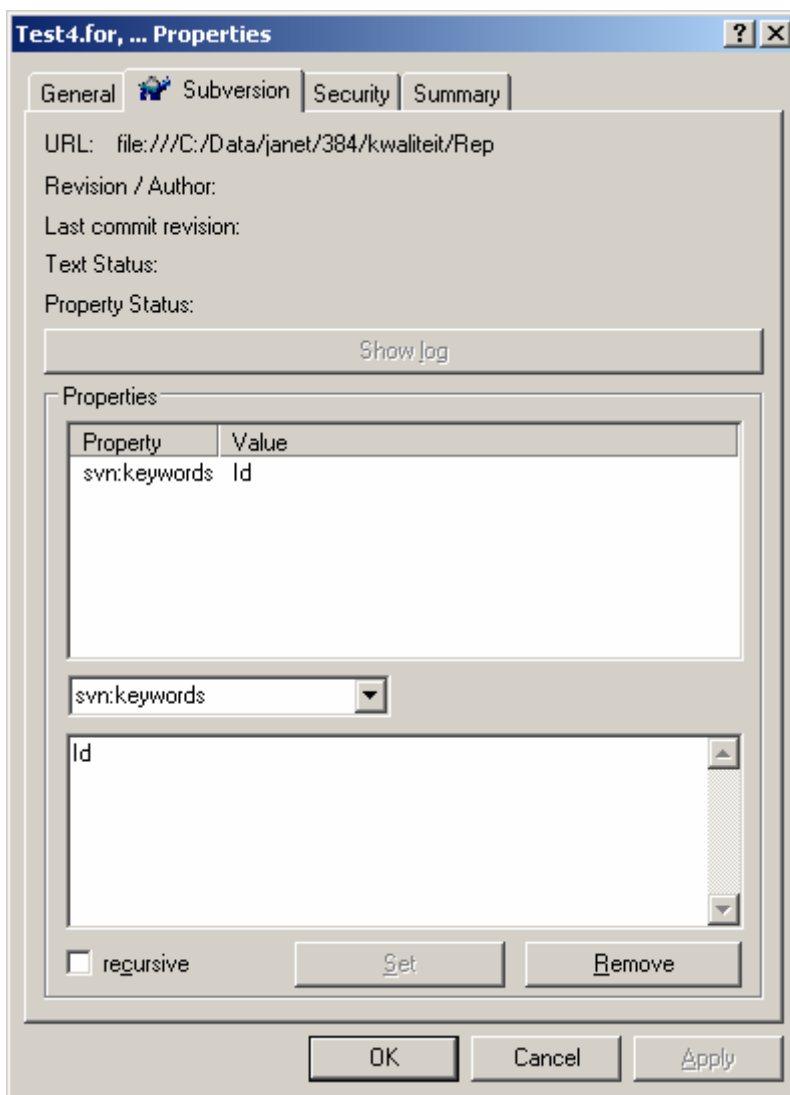 Test4.for, ... Properties
General Subversion Security Summary
URL: file:///C:/Data/janet/384/kwaliteit/Rep
Revision / Author:
Last commit revision:
Text Status:
Property Status:
Show log
Properties
Property Value
svn:keywords Id
svn:keywords
Id
recursive Set Remove
OK Cancel Apply